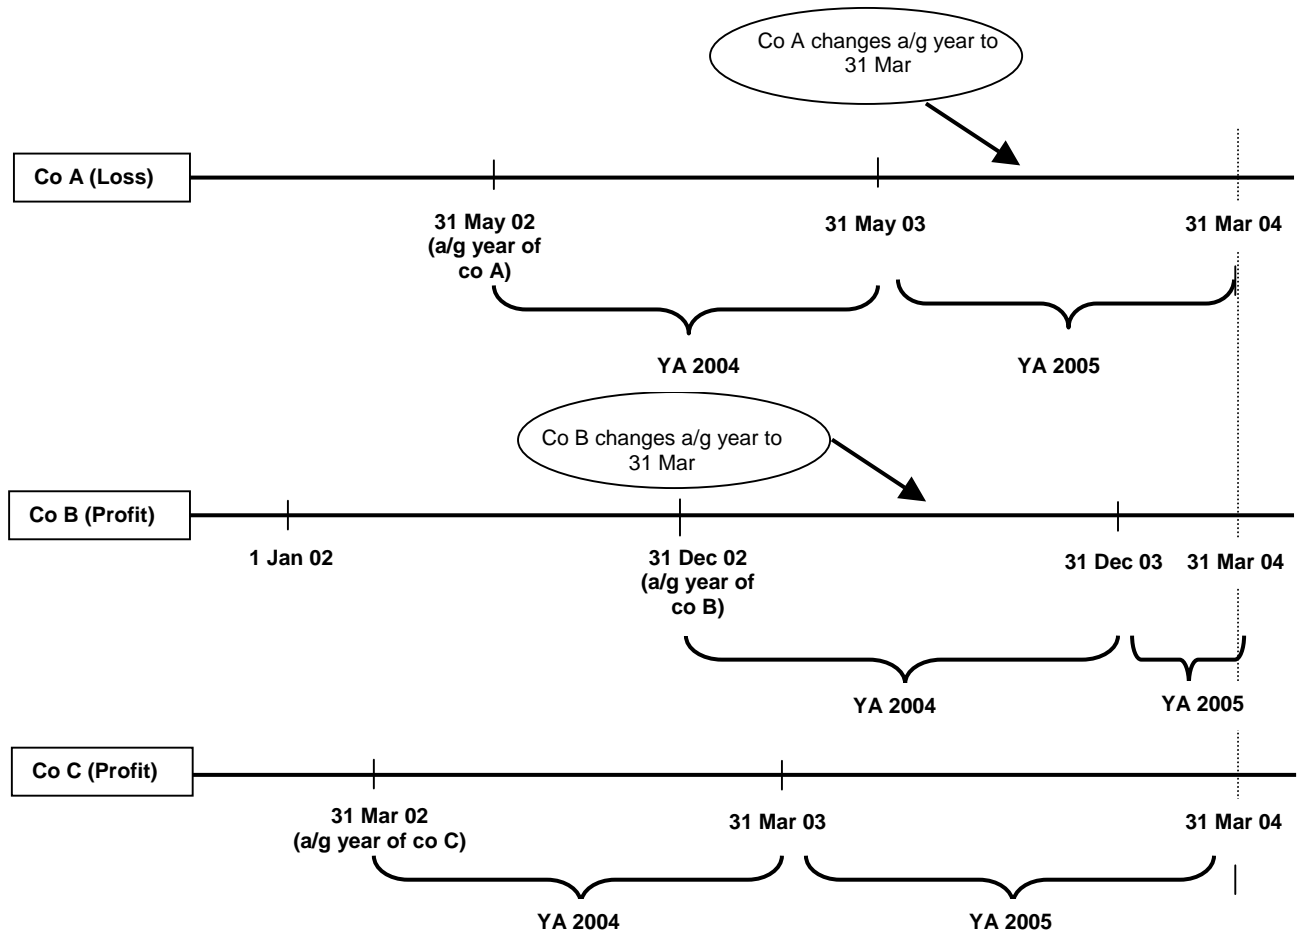 Co A changes a/g year to
31 Mar
Co A (Loss)
31 May 02
(a/g year of
co A)
31 May 03
31 Mar 04
YA 2004
YA 2005
Co B changes a/g year to
31 Mar
Co B (Profit)
1 Jan 02
31 Dec 02
(a/g year of
co B)
31 Dec 03
31 Mar 04
YA 2004
YA 2005
Co C (Profit)
31 Mar 02
(a/g year of co C)
31 Mar 03
31 Mar 04
YA 2004
YA 2005